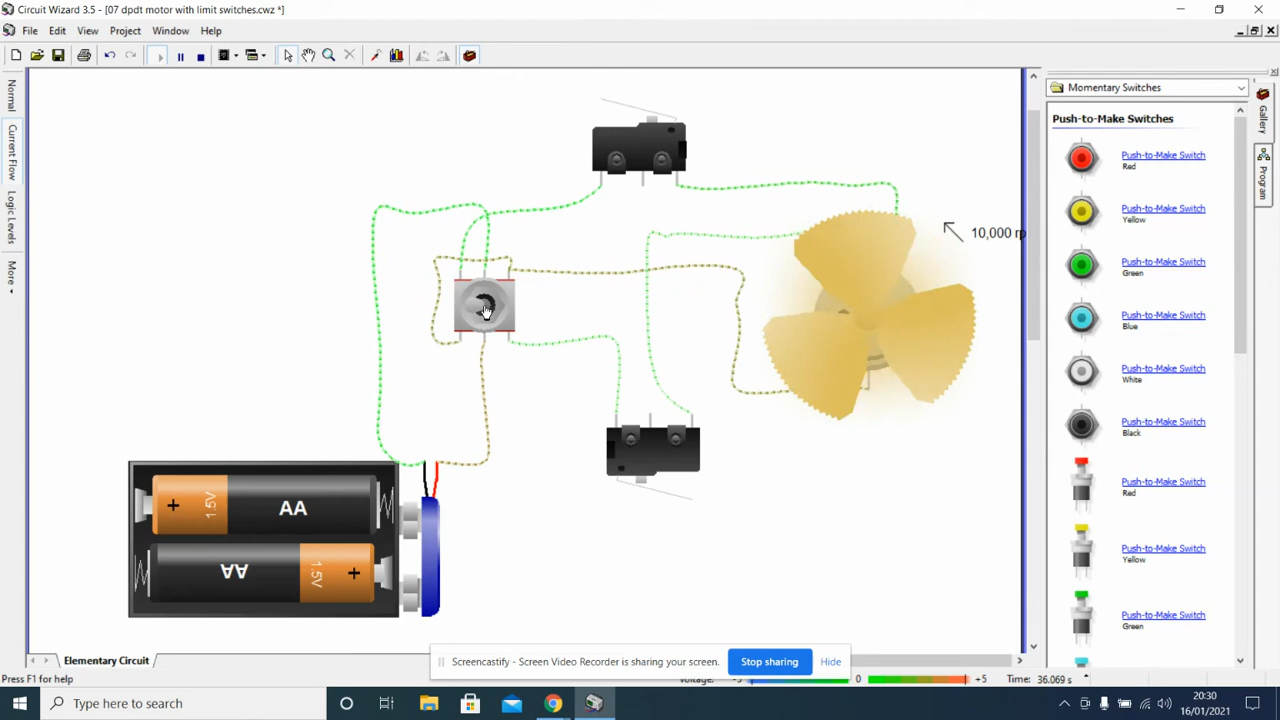 Circuit Wizard 3.5 - [07 dpdt motor with limit switches.cwz *]
File Edit View Project Window Help
Normal
Current Flow
Logic Levels
More
Momentary Switches
Push-to-Make Switches
Push-to-Make Switch
Red
Push-to-Make Switch
Yellow
Push-to-Make Switch
Green
Push-to-Make Switch
Blue
Push-to-Make Switch
White
Push-to-Make Switch
Black
Push-to-Make Switch
Red
Push-to-Make Switch
Yellow
Push-to-Make Switch
Green
Gallery
Program
10,000 rp
+ 1.5V AA
AA 1.5V +
Elementary Circuit
Screencastify - Screen Video Recorder is sharing your screen.
Stop sharing
Hide
Press F1 for help
0
+5
Time: 36.069 s
Type here to search
20:30
16/01/2021